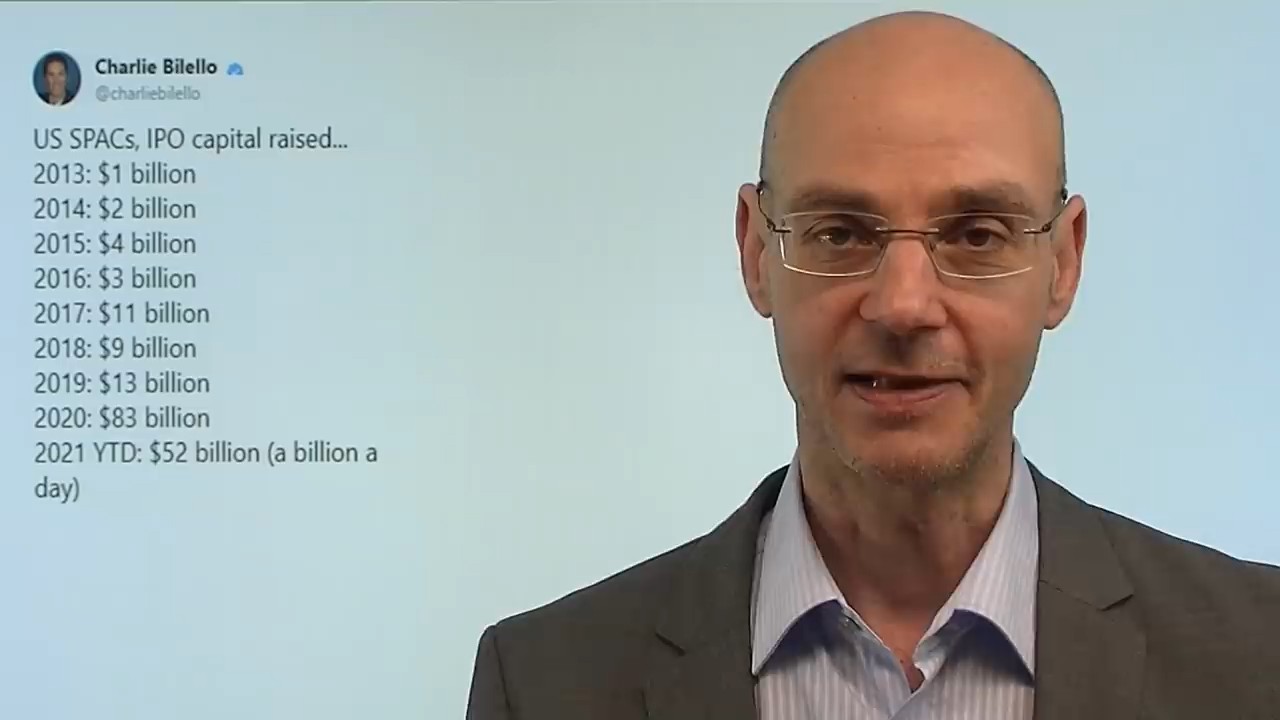 Charlie Bilello
@charliebilello
US SPACs, IPO capital raised...
2013: $1 billion
2014: $2 billion
2015: $4 billion
2016: $3 billion
2017: $11 billion
2018: $9 billion
2019: $13 billion
2020: $83 billion
2021 YTD: $52 billion (a billion a
day)